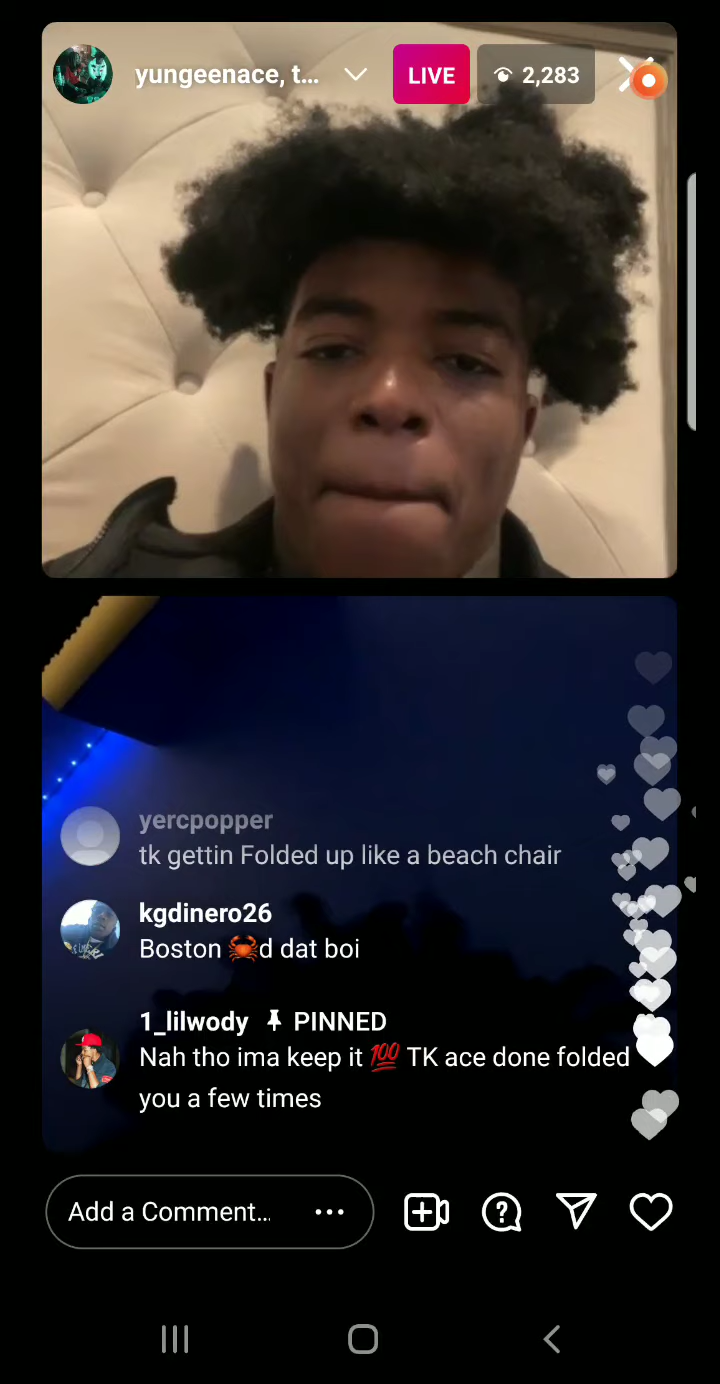 yungeenace, t...
LIVE
2,283
yercpopper
tk gettin Folded up like a beach chair
kgdinero26
Boston 🦀d dat boi
1_lilwody PINNED
Nah tho ima keep it 💯 TK ace done folded
you a few times
Add a Comment...